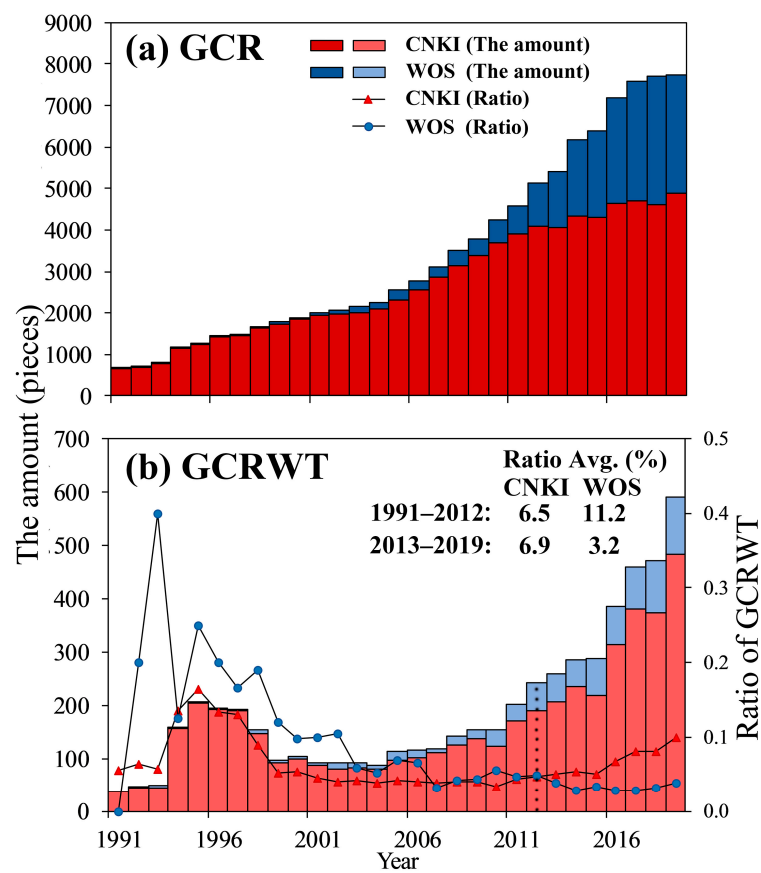 (a) GCR
CNKI (The amount)
WOS (The amount)
CNKI (Ratio)
WOS (Ratio)
9000
8000
7000
6000
5000
4000
3000
2000
1000
0
The amount (pieces)
(b) GCRWT
Ratio Avg. (%)
CNKI WOS
1991–2012: 6.5 11.2
2013–2019: 6.9 3.2
700
600
500
400
300
200
100
0
0.5
0.4
0.3
0.2
0.1
0.0
Ratio of GCRWT
1991 1996 2001 2006 2011 2016
Year